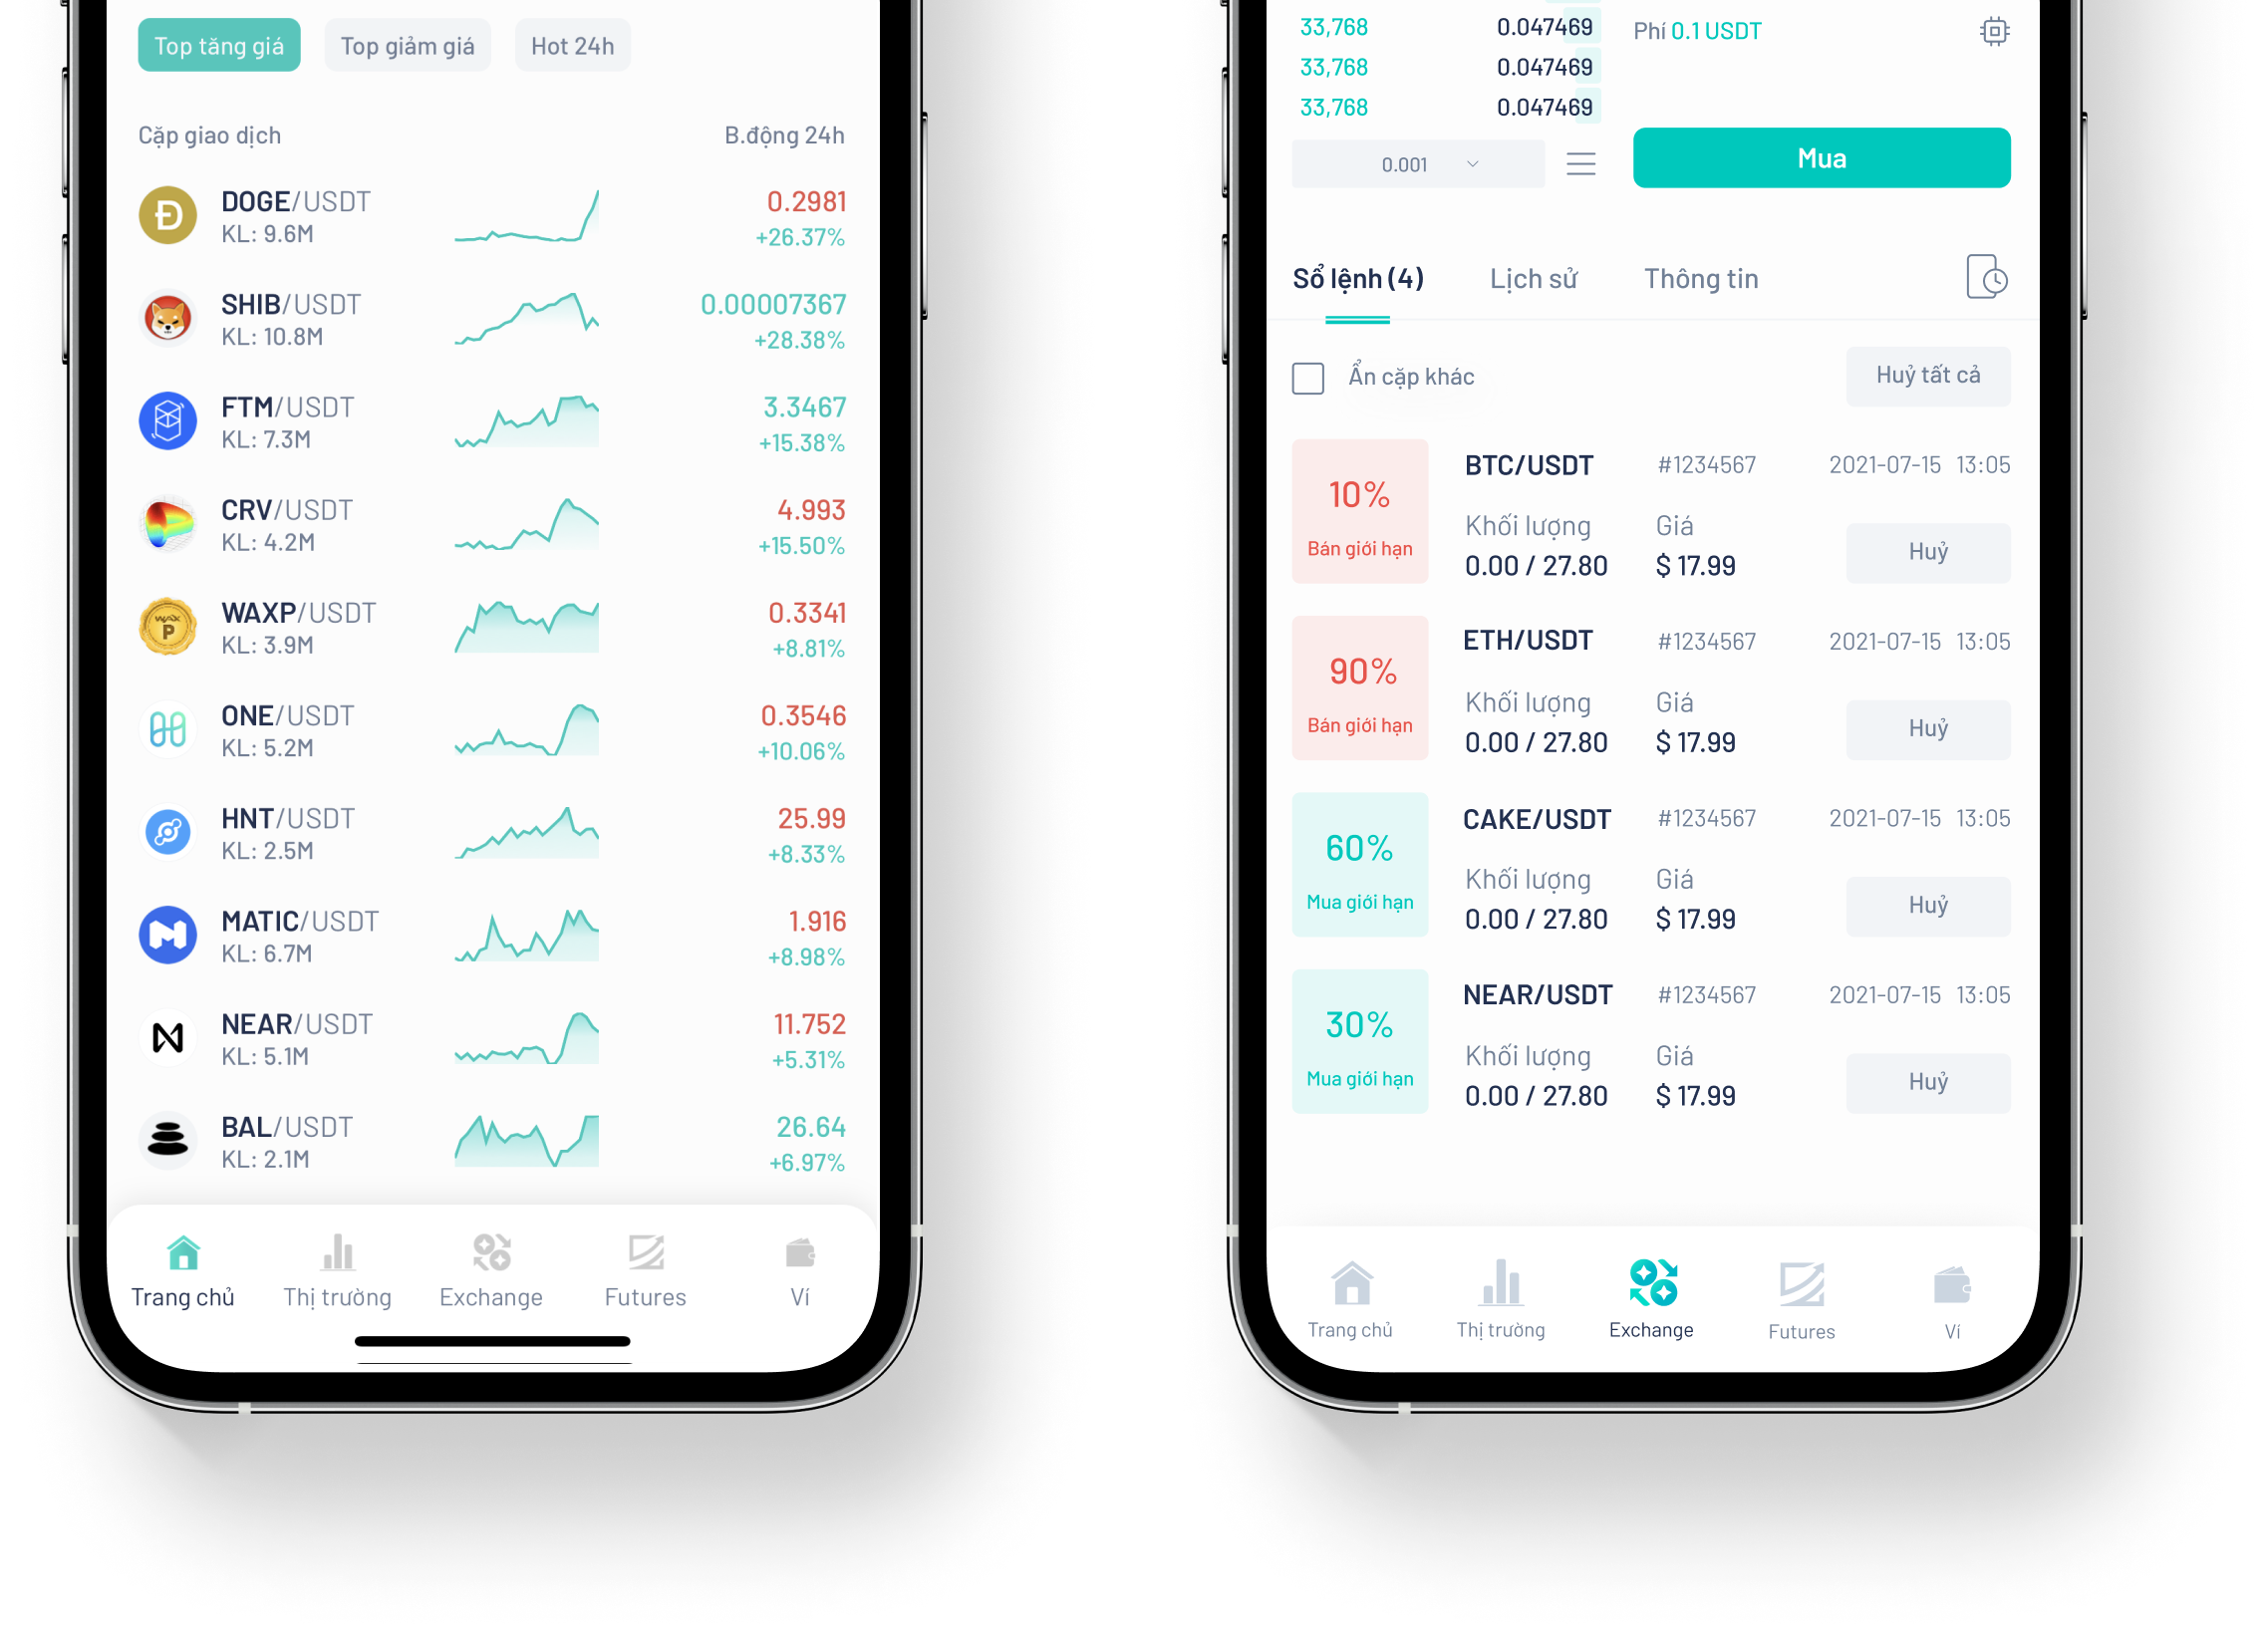 Top tăng giá
Top giảm giá
Hot 24h
Cặp giao dịch
B.động 24h
DOGE/USDT
0.2981
KL: 9.6M
+26.37%
SHIB/USDT
0.00007367
KL: 10.8M
+28.38%
FTM/USDT
3.3467
KL: 7.3M
+15.38%
CRV/USDT
4.993
KL: 4.2M
+15.50%
WAX
P
WAXP/USDT
0.3341
KL: 3.9M
+8.81%
ONE/USDT
0.3546
KL: 5.2M
+10.06%
HNT/USDT
25.99
KL: 2.5M
+8.33%
MATIC/USDT
1.916
KL: 6.7M
+8.98%
NEAR/USDT
11.752
KL: 5.1M
+5.31%
BAL/USDT
26.64
KL: 2.1M
+6.97%
Trang chủ
Thị trường
Exchange
Futures
Ví
33,768
0.047469
Phí 0.1 USDT
33,768
0.047469
33,768
0.047469
0.001
Mua
Sổ lệnh (4)
Lịch sử
Thông tin
Ẩn cặp khác
Huỷ tất cả
10%
Bán giới hạn
BTC/USDT
#1234567
2021-07-15 13:05
Khối lượng
Giá
0.00 / 27.80
$ 17.99
Huỷ
90%
Bán giới hạn
ETH/USDT
#1234567
2021-07-15 13:05
Khối lượng
Giá
0.00 / 27.80
$ 17.99
Huỷ
60%
Mua giới hạn
CAKE/USDT
#1234567
2021-07-15 13:05
Khối lượng
Giá
0.00 / 27.80
$ 17.99
Huỷ
30%
Mua giới hạn
NEAR/USDT
#1234567
2021-07-15 13:05
Khối lượng
Giá
0.00 / 27.80
$ 17.99
Huỷ
Trang chủ
Thị trường
Exchange
Futures
Ví